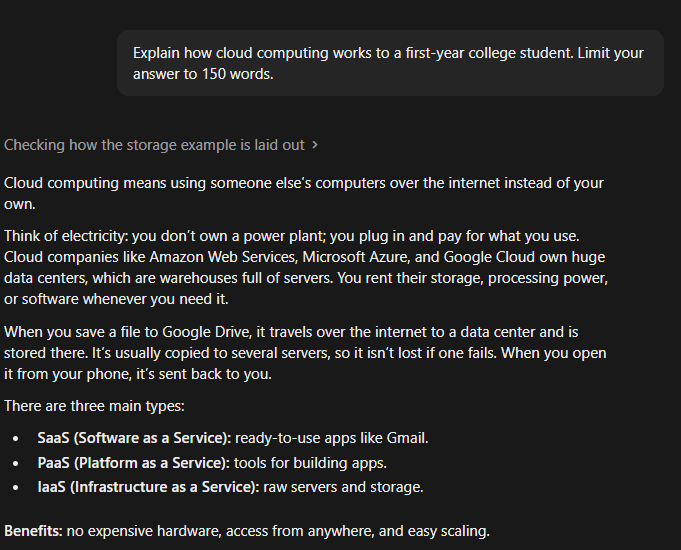 Explain how cloud computing works to a first-year college student. Limit your
answer to 150 words.
Checking how the storage example is laid out >
Cloud computing means using someone else’s computers over the internet instead of your
own.
Think of electricity: you don’t own a power plant; you plug in and pay for what you use.
Cloud companies like Amazon Web Services, Microsoft Azure, and Google Cloud own huge
data centers, which are warehouses full of servers. You rent their storage, processing power,
or software whenever you need it.
When you save a file to Google Drive, it travels over the internet to a data center and is
stored there. It’s usually copied to several servers, so it isn’t lost if one fails. When you open
it from your phone, it’s sent back to you.
There are three main types:
• SaaS (Software as a Service): ready-to-use apps like Gmail.
• PaaS (Platform as a Service): tools for building apps.
• IaaS (Infrastructure as a Service): raw servers and storage.
Benefits: no expensive hardware, access from anywhere, and easy scaling.